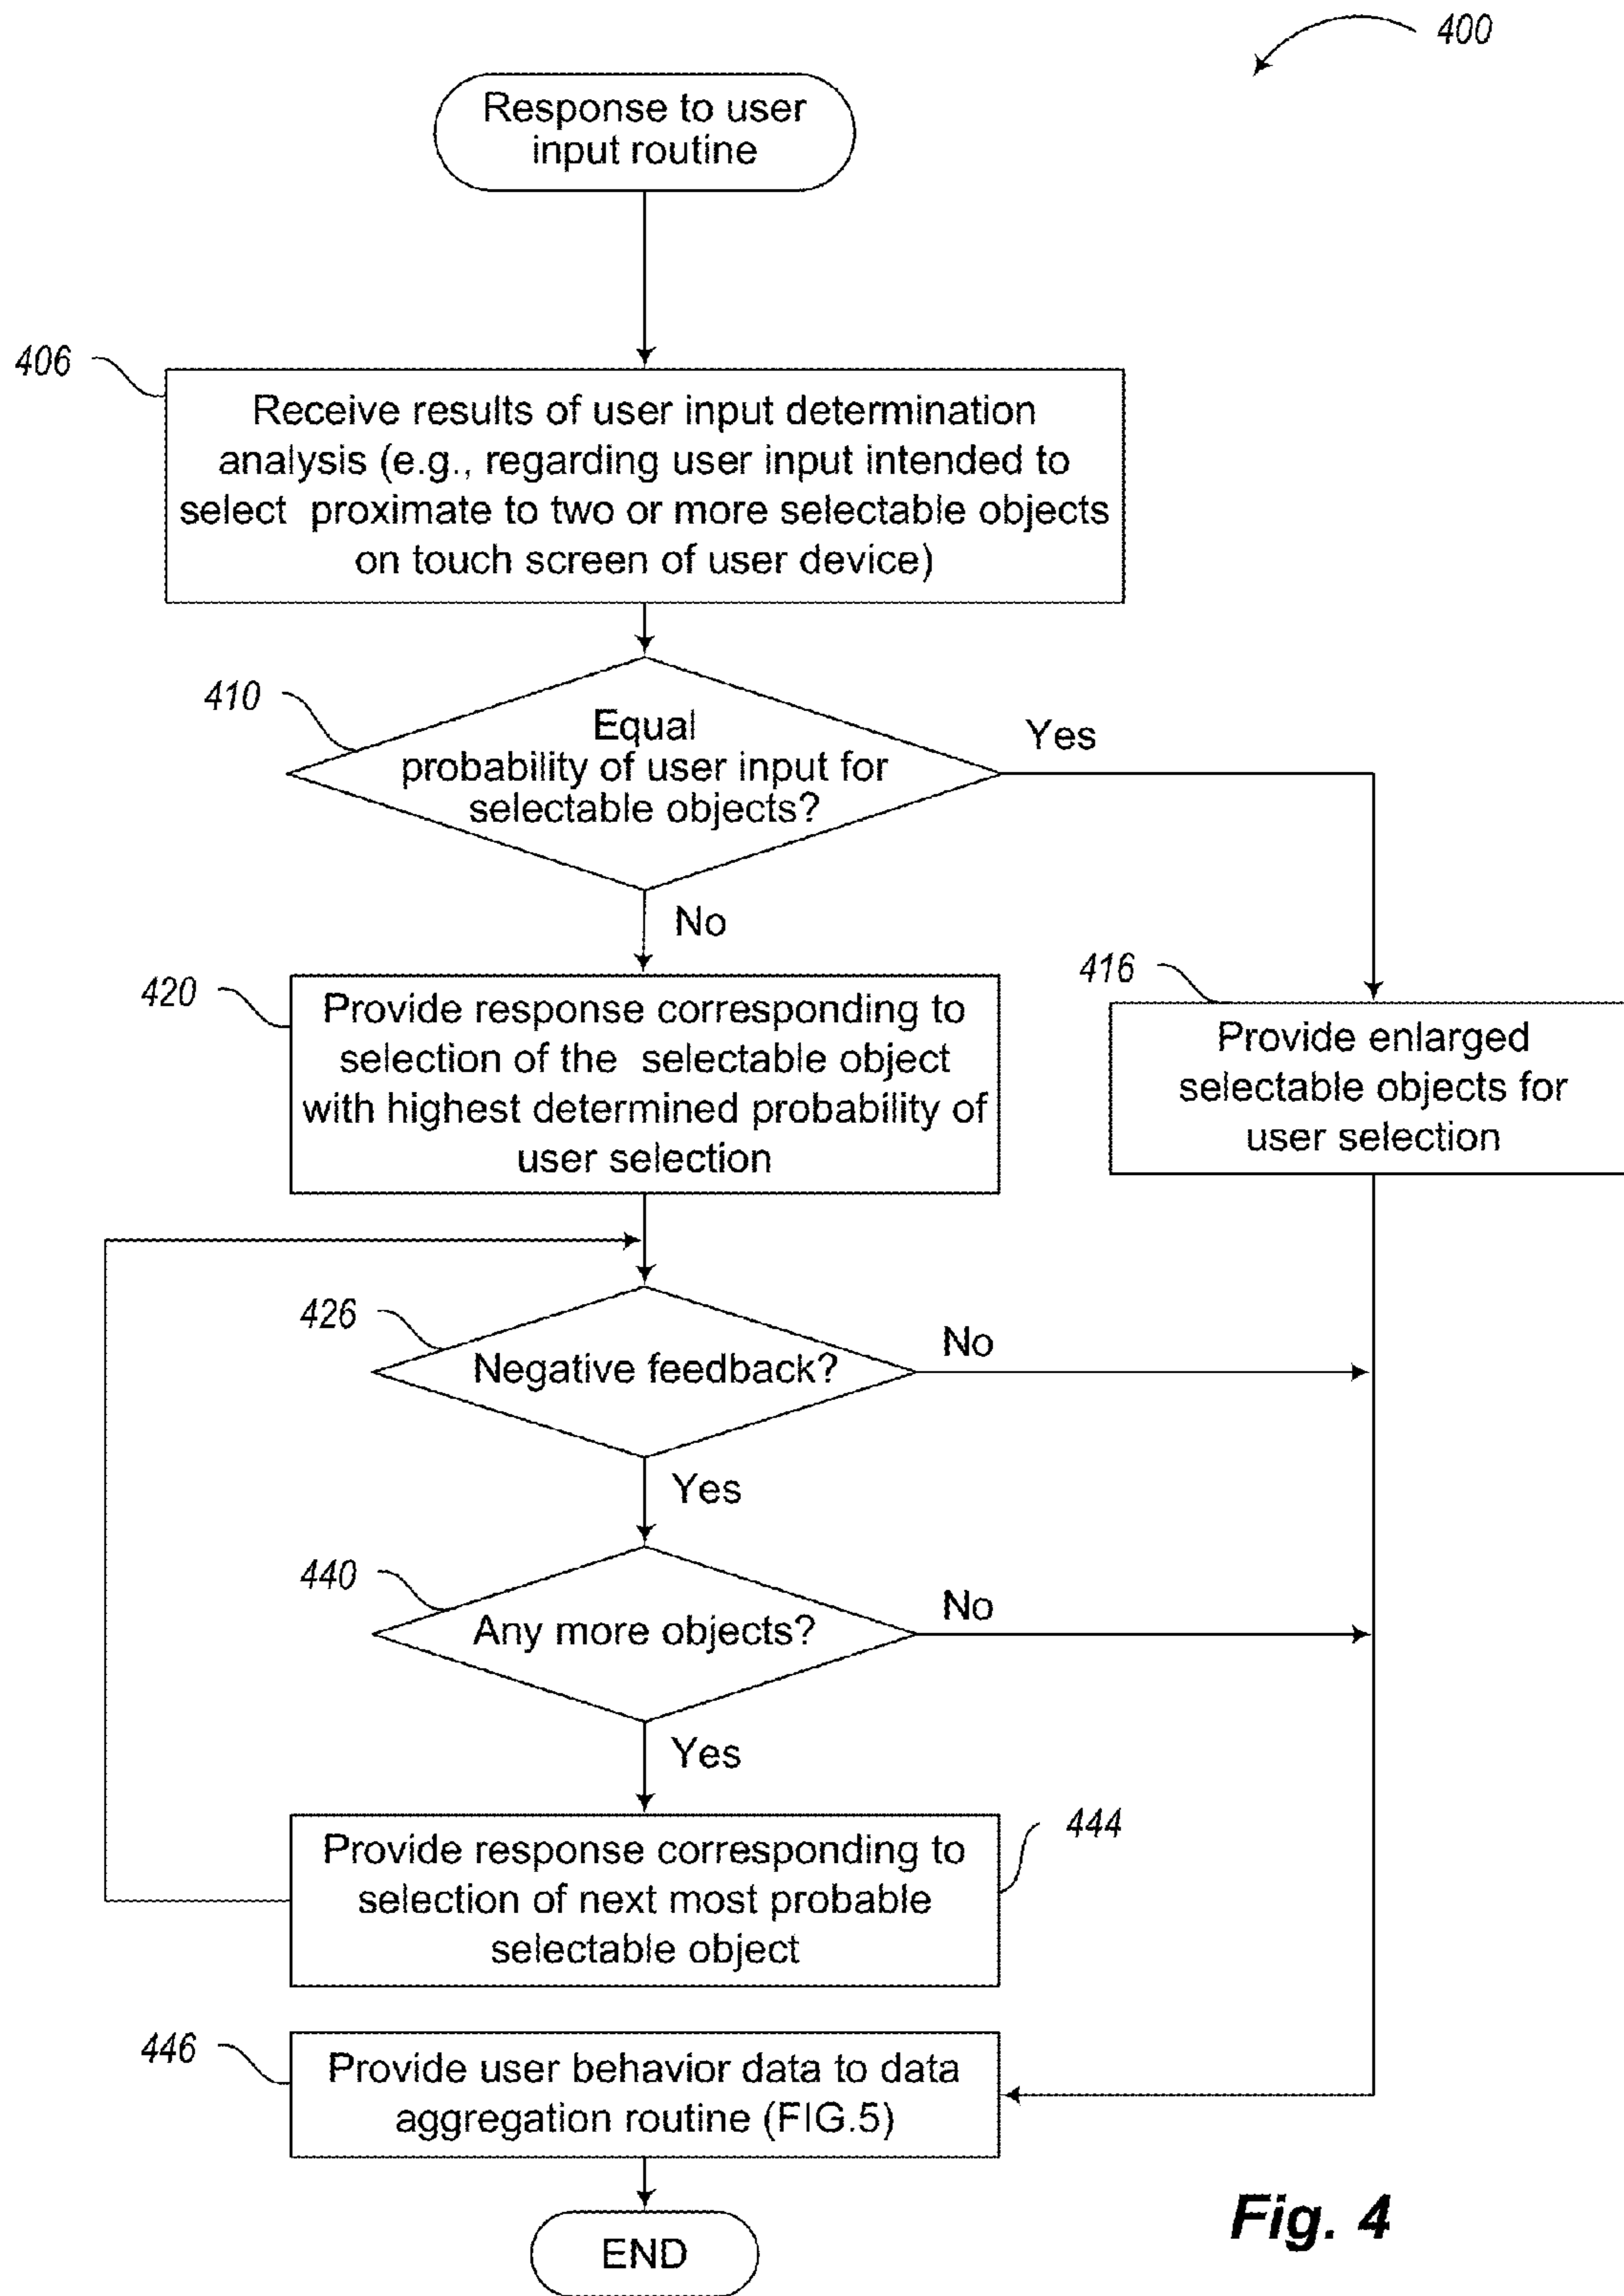 400
Response to user
input routine
406
Receive results of user input determination
analysis (e.g., regarding user input intended to
select proximate to two or more selectable objects
on touch screen of user device)
410
Equal
probability of user input for
selectable objects?
Yes
No
420
Provide response corresponding to
selection of the selectable object
with highest determined probability of
user selection
416
Provide enlarged
selectable objects for
user selection
426
Negative feedback?
No
Yes
440
Any more objects?
No
Yes
444
Provide response corresponding to
selection of next most probable
selectable object
446
Provide user behavior data to data
aggregation routine (FIG.5)
END
Fig. 4